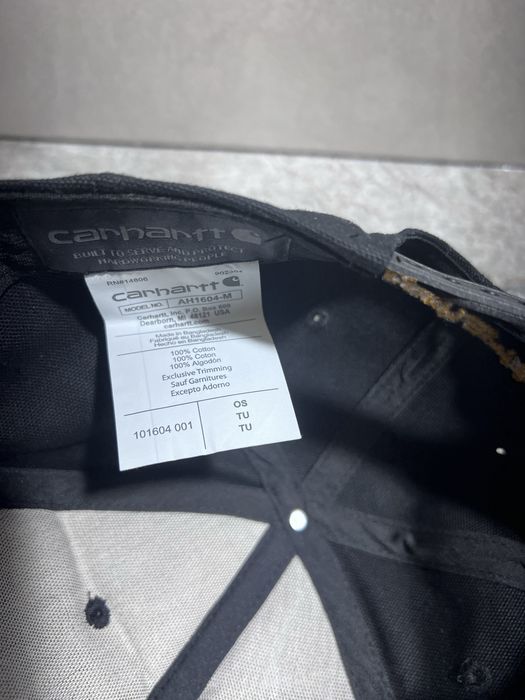 carhartt
BUILT TO SERVE AND PROTECT
HARDWORKING PEOPLE
RN#14806
carhartt
MODEL NO. AH1604-M
Carhartt, Inc. P.O. Box 600
Dearborn, MI 48121 USA
carhartt.com
Made in Bangladesh
Fabriqué au Bangladesh
Hecho en Bangladesh
100% Cotton
100% Coton
100% Algodón
Exclusive Trimming
Sauf Garnitures
Excepto Adorno
101604 001
OS
TU
TU